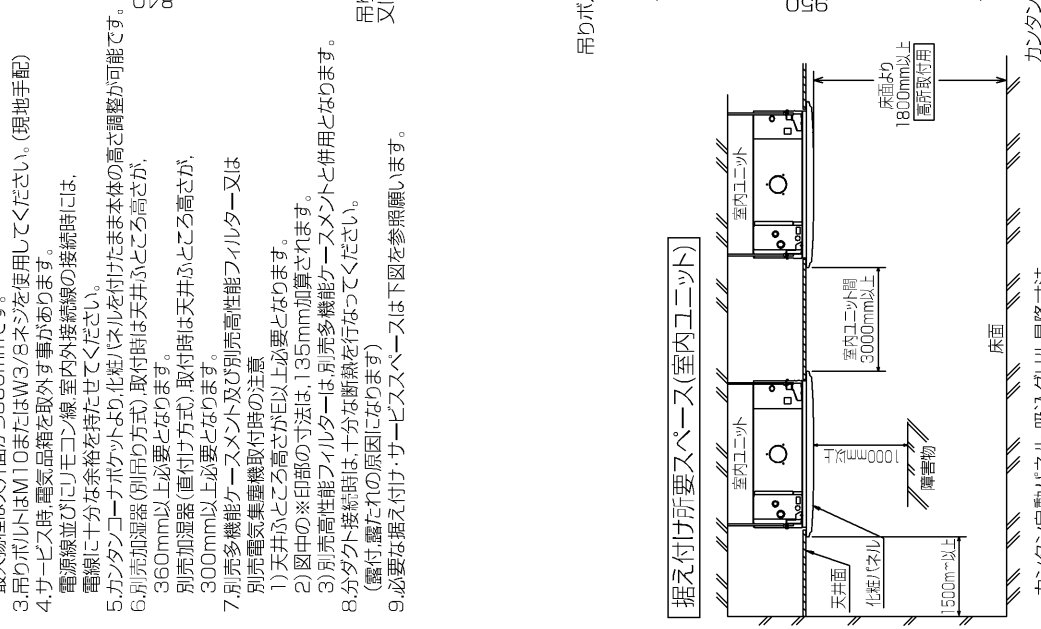 3.吊りボルトはM10またはW3/8ネジを使用してください。(現地手配)
4.サービス時,電気品箱を取外す事があります。
電源線並びにリモコン線,室内外接続線の接続時には,
電線に十分な余裕を持たせてください。
5.カンタンコーナポケットより,化粧パネルを付けたまま本体の高さ調整が可能です。
6.別売加湿器(別吊り方式),取付時は天井ふところ高さが,
360mm以上必要となります。
別売加湿器(直付け方式),取付時は天井ふところ高さが,
300mm以上必要となります。
7.別売多機能ケースメント及び別売高性能フィルター又は
別売電気集塵機取付時の注意
1)天井ふところ高さがE以上必要となります。
2)図中の※印部の寸法は,135mm加算されます。
3)別売高性能フィルターは,別売多機能ケースメントと併用となります。
8.分ダクト接続時は,十分な断熱を行なってください。
(露付,露たれの原因になります)
9.必要な据え付け・サービススペースは下図を参照願います。
吊りボ
950
据え付け所要スペース(室内ユニット)
室内ユニット
室内ユニット
天井面
化粧パネル
1500mm以上
1000mm以上
障害物
室内ユニット間
3000mm以上
床面より
1800mm以上
高所取付用
床面
カンタン